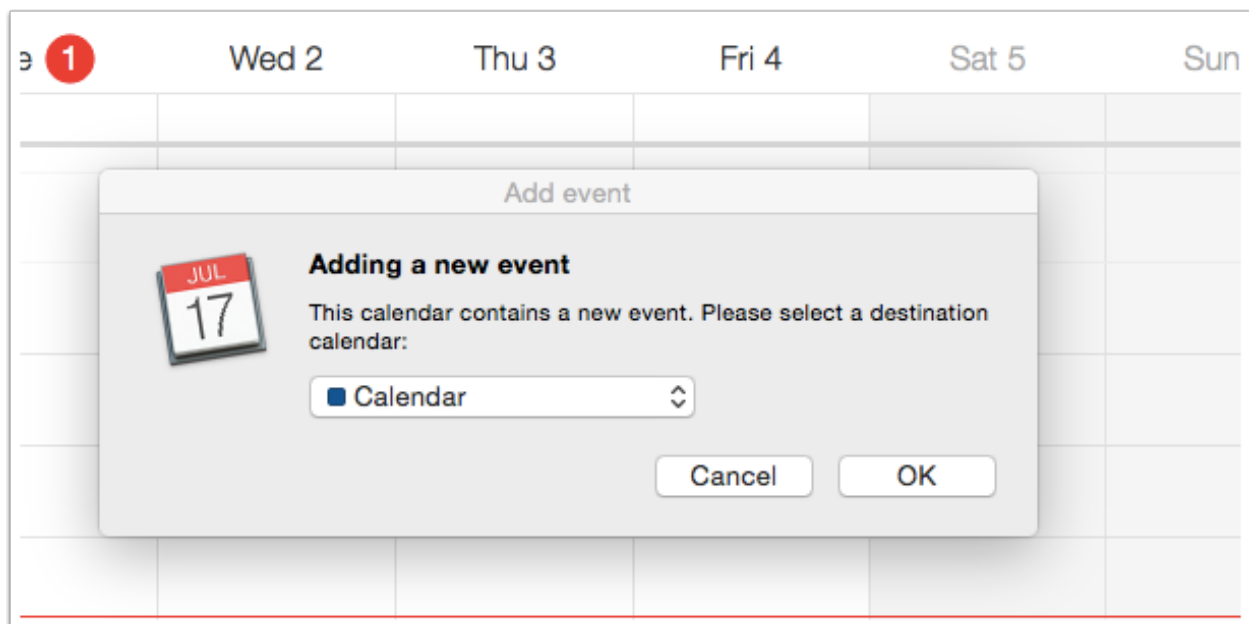 e 1 Wed 2 Thu 3 Fri 4 Sat 5 Sun
Add event
JUL
17
Adding a new event
This calendar contains a new event. Please select a destination
calendar:
Calendar
Cancel OK